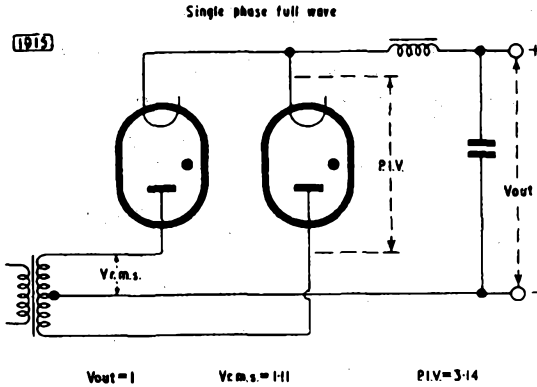 Single phase full wave
1915
+
P.I.V.
Vout
Vr.m.s.
-
Vout=1 Vr.m.s.=1·11 P.I.V.=3·14